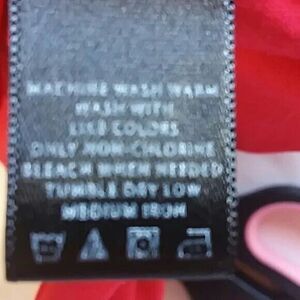 MACHINE WASH WARM
WASH WITH
LIKE COLORS
ONLY NON-CHLORINE
BLEACH WHEN NEEDED
TUMBLE DRY LOW
MEDIUM IRON